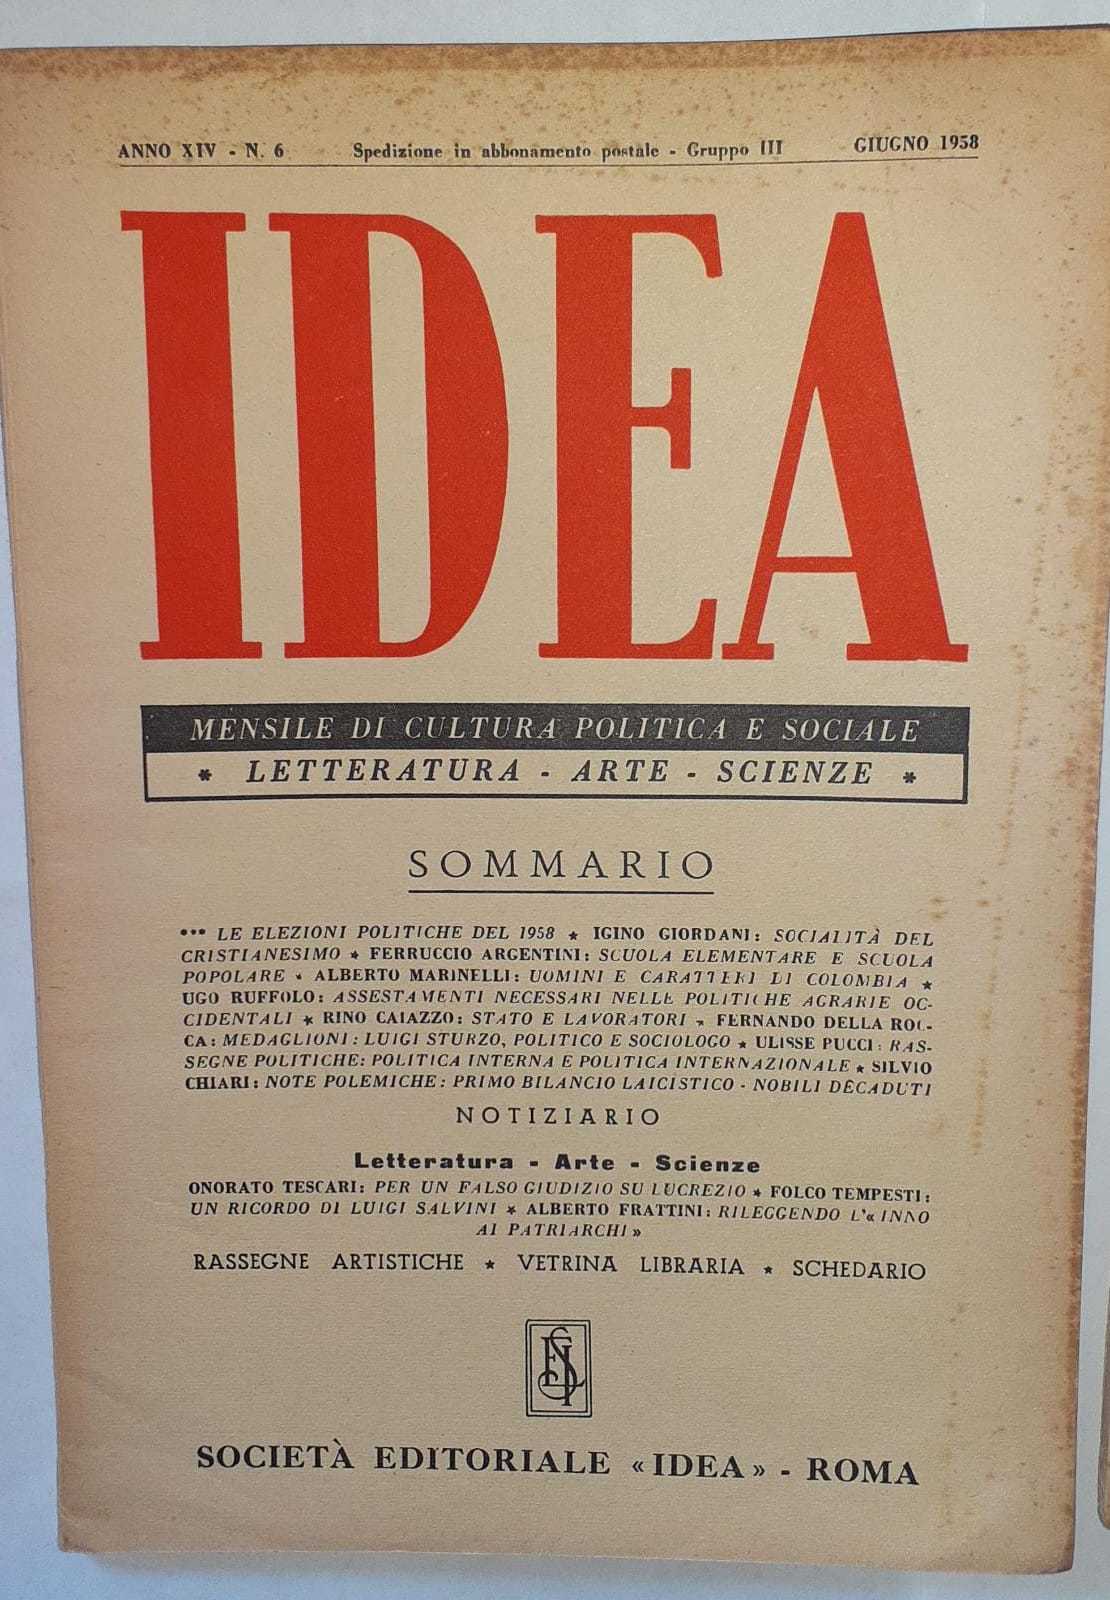 ANNO XIV - N. 6 Spedizione in abbonamento postale - Gruppo III GIUGNO 1958
IDEA
MENSILE DI CULTURA POLITICA E SOCIALE
* LETTERATURA - ARTE - SCIENZE *
SOMMARIO
*** LE ELEZIONI POLITICHE DEL 1958 ★ IGINO GIORDANI: SOCIALITÀ DEL
CRISTIANESIMO ★ FERRUCCIO ARGENTINI: SCUOLA ELEMENTARE E SCUOLA
POPOLARE ★ ALBERTO MARINELLI: UOMINI E CARATTERI DI COLOMBIA ★
UGO RUFFOLO: ASSESTAMENTI NECESSARI NELLE POLITICHE AGRARIE OC-
CIDENTALI ★ RINO CAIAZZO: STATO E LAVORATORI ★ FERNANDO DELLA ROC-
CA: MEDAGLIONI: LUIGI STURZO, POLITICO E SOCIOLOGO ★ ULISSE PUCCI: RAS-
SEGNE POLITICHE: POLITICA INTERNA E POLITICA INTERNAZIONALE ★ SILVIO
CHIARI: NOTE POLEMICHE: PRIMO BILANCIO LAICISTICO - NOBILI DECADUTI
NOTIZIARIO
Letteratura - Arte - Scienze
ONORATO TESCARI: PER UN FALSO GIUDIZIO SU LUCREZIO ★ FOLCO TEMPESTI:
UN RICORDO DI LUIGI SALVINI ★ ALBERTO FRATTINI: RILEGGENDO L'« INNO
AI PATRIARCHI »
RASSEGNE ARTISTICHE ★ VETRINA LIBRARIA ★ SCHEDARIO
SOCIETÀ EDITORIALE « IDEA » - ROMA